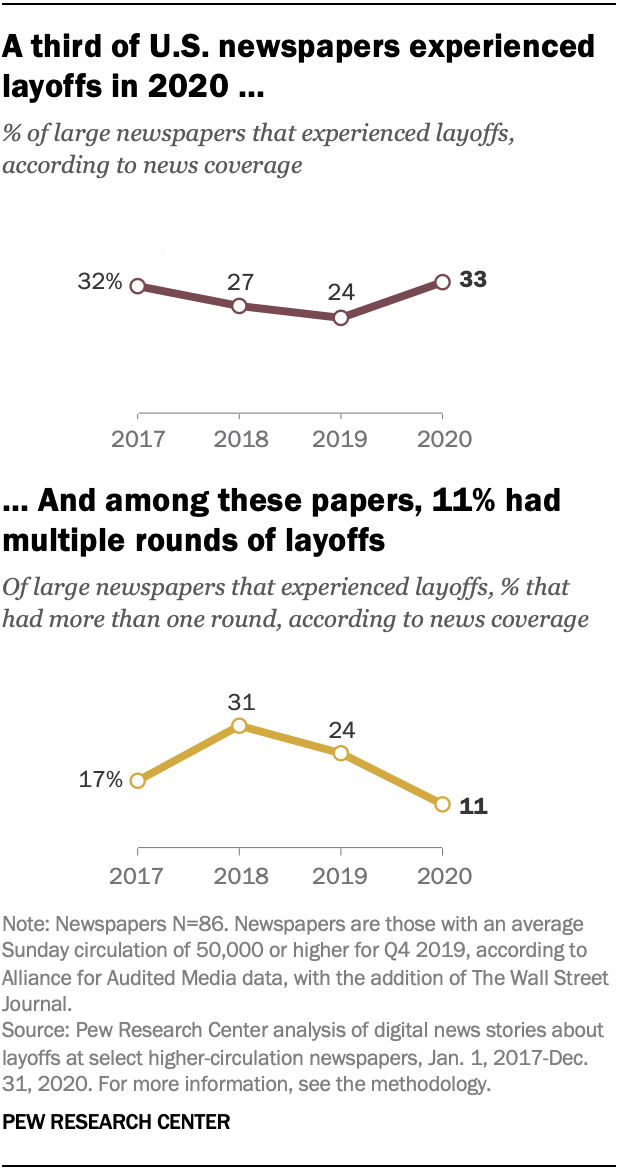 A third of U.S. newspapers experienced
layoffs in 2020 ...
% of large newspapers that experienced layoffs,
according to news coverage
32%
27
24
33
2017
2018
2019
2020
... And among these papers, 11% had
multiple rounds of layoffs
Of large newspapers that experienced layoffs, % that
had more than one round, according to news coverage
17%
31
24
11
2017
2018
2019
2020
Note: Newspapers N=86. Newspapers are those with an average
Sunday circulation of 50,000 or higher for Q4 2019, according to
Alliance for Audited Media data, with the addition of The Wall Street
Journal.
Source: Pew Research Center analysis of digital news stories about
layoffs at select higher-circulation newspapers, Jan. 1, 2017-Dec.
31, 2020. For more information, see the methodology.
PEW RESEARCH CENTER